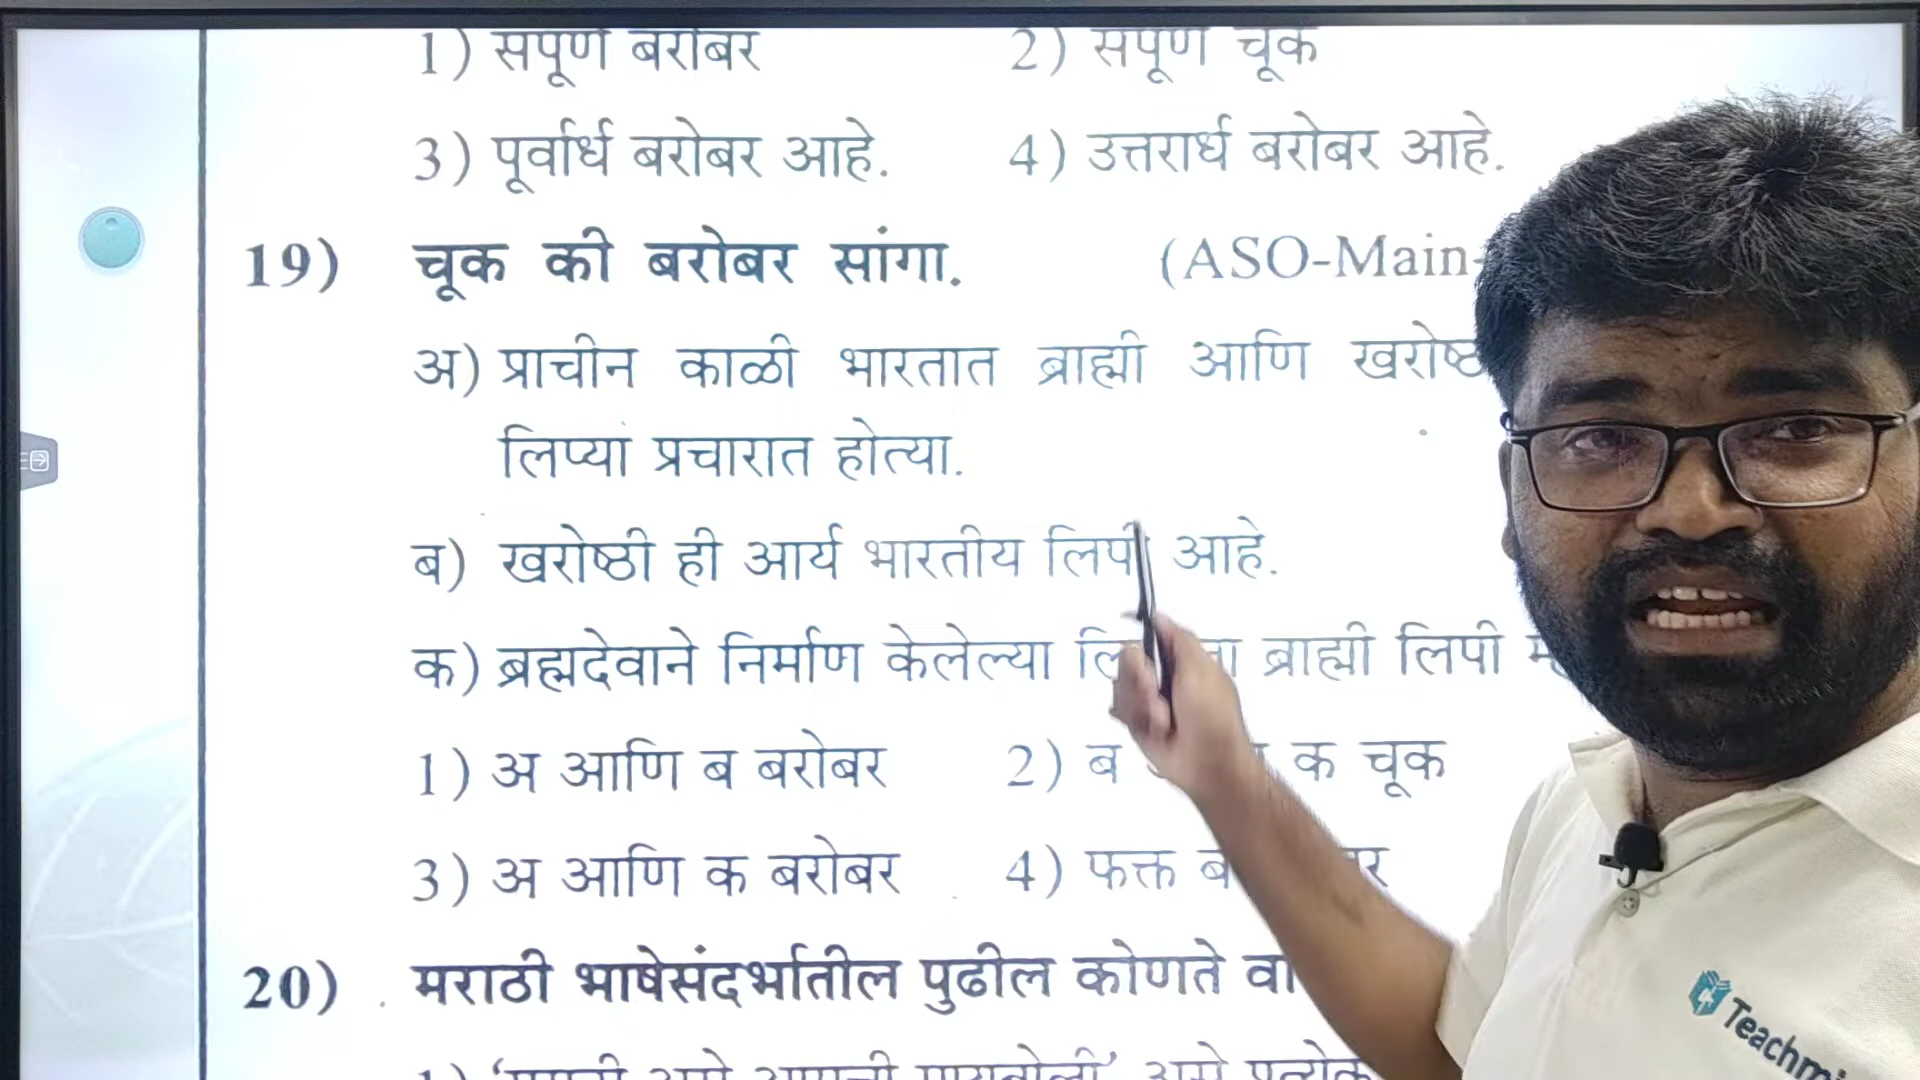 1) संपूर्ण बरोबर 2) संपूर्ण चूक
3) पूर्वार्ध बरोबर आहे. 4) उत्तरार्ध बरोबर आहे.
19) चूक की बरोबर सांगा. (ASO-Main-
अ) प्राचीन काळी भारतात ब्राह्मी आणि
लिप्या प्रचारात होत्या.
ब) खरोष्ठी ही आर्य भारतीय लिपी आहे.
क) ब्रह्मदेवाने निर्माण केलेल्या ब्राह्मी लिपी
1) अ आणि ब बरोबर 2) ब क चूक
3) अ आणि क बरोबर 4) फक्त ब
20) मराठी भाषेसंदर्भातील पुढील कोणते
Teachm